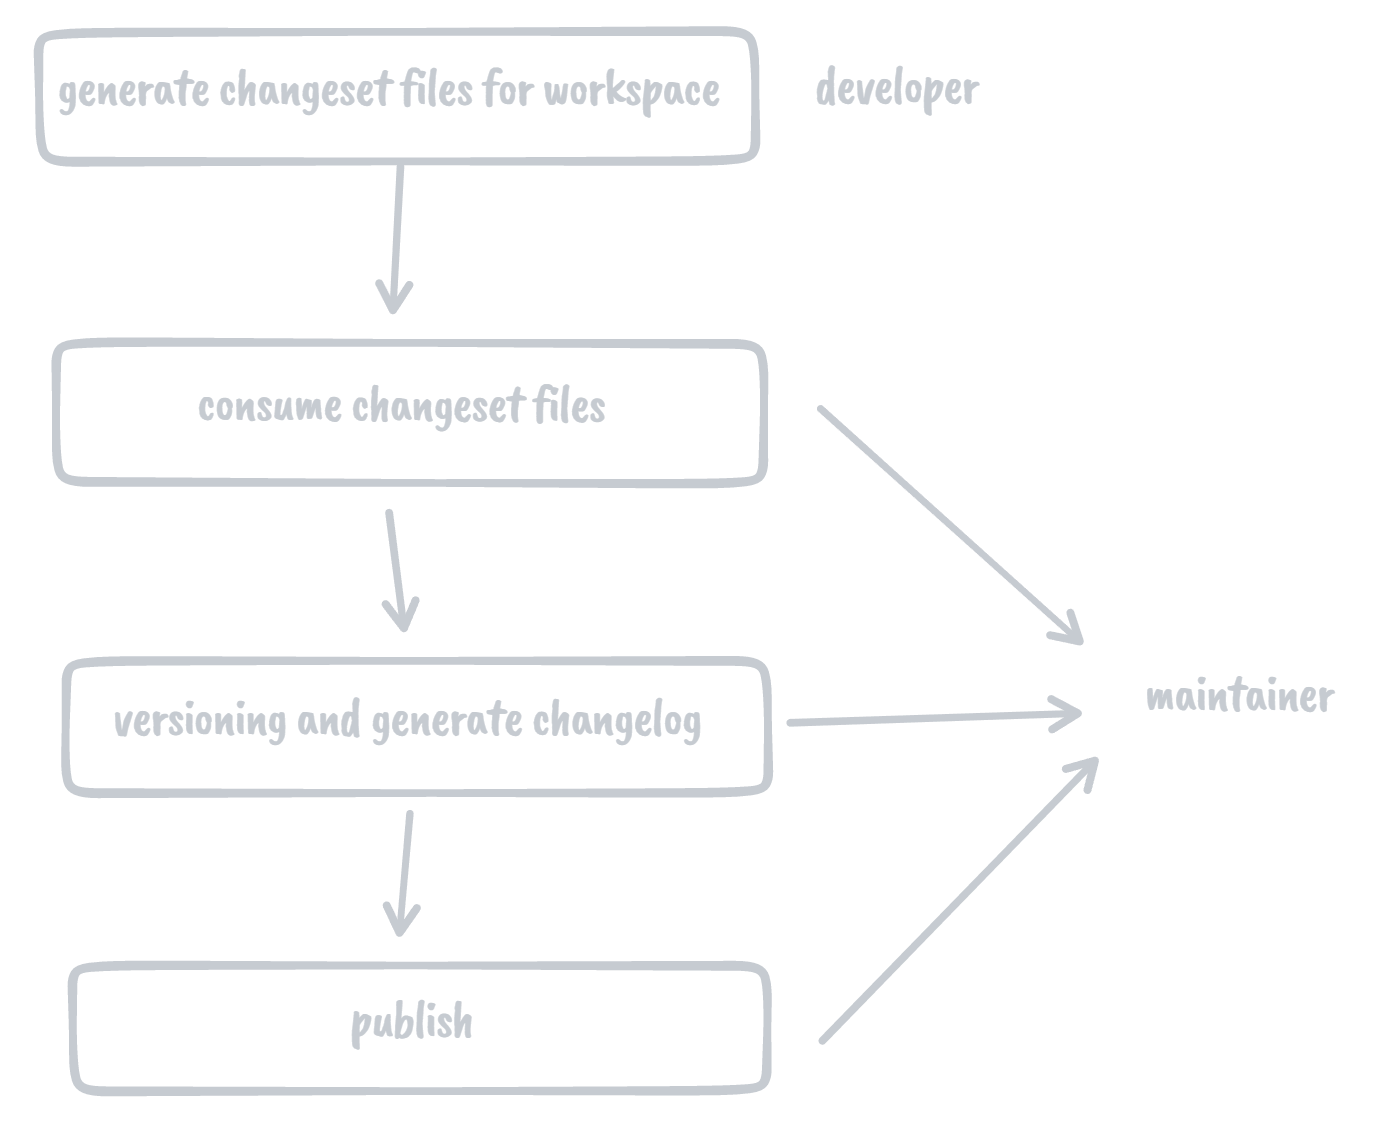 generate changeset files for workspace
developer
consume changeset files
versioning and generate changelog
maintainer
publish